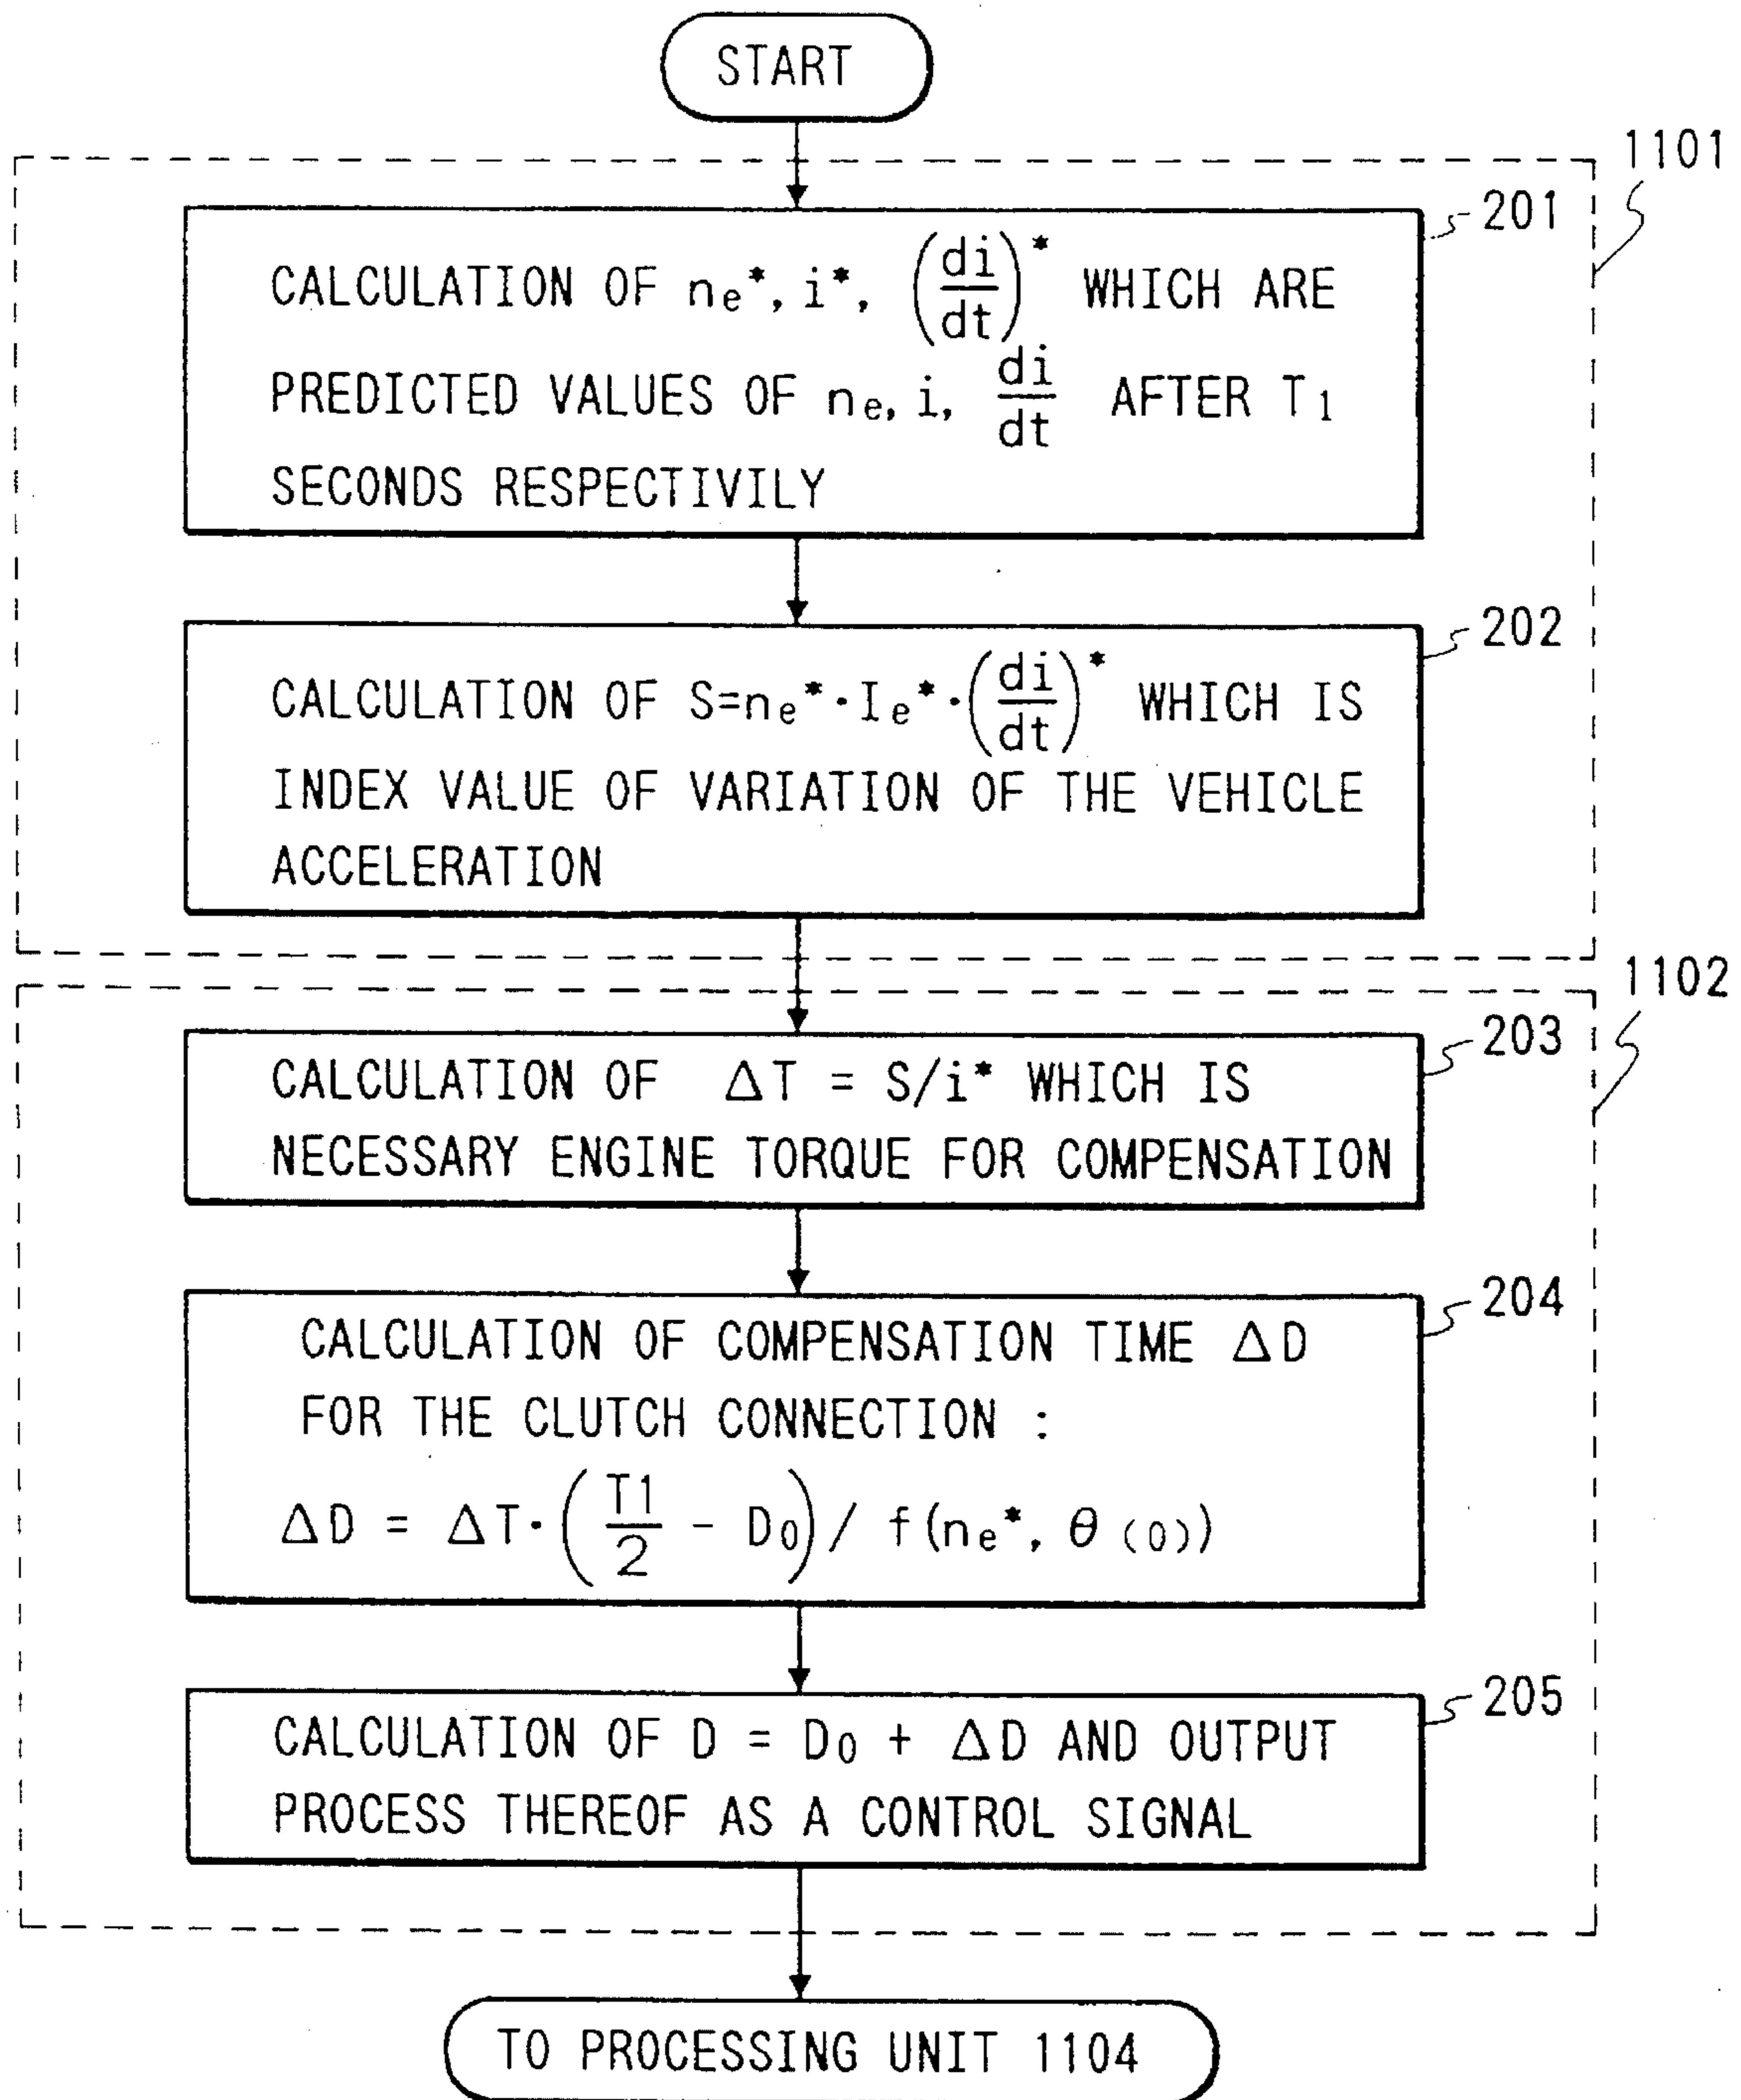 START
1101
201
CALCULATION OF ne*, i*, (di/dt)* WHICH ARE
PREDICTED VALUES OF ne, i, di/dt AFTER T1
SECONDS RESPECTIVILY
202
CALCULATION OF S=ne*·Ie*·(di/dt)* WHICH IS
INDEX VALUE OF VARIATION OF THE VEHICLE
ACCELERATION
1102
203
CALCULATION OF ΔT = S/i* WHICH IS
NECESSARY ENGINE TORQUE FOR COMPENSATION
204
CALCULATION OF COMPENSATION TIME ΔD
FOR THE CLUTCH CONNECTION :
ΔD = ΔT·(T1/2 - D0)/ f(ne*, θ(0))
205
CALCULATION OF D = D0 + ΔD AND OUTPUT
PROCESS THEREOF AS A CONTROL SIGNAL
TO PROCESSING UNIT 1104